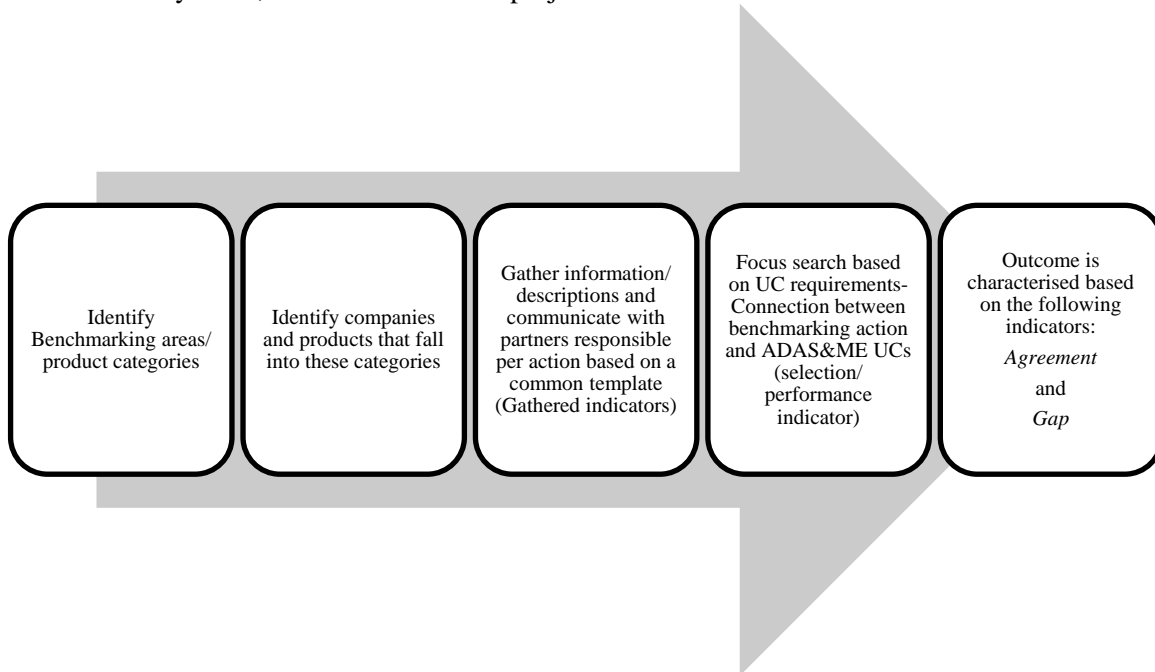 Identify
Benchmarking areas/
product categories
Identify companies
and products that fall
into these categories
Gather information/
descriptions and
communicate with
partners responsible
per action based on a
common template
(Gathered indicators)
Focus search based
on UC requirements-
Connection between
benchmarking action
and ADAS&ME UCs
(selection/
performance
indicator)
Outcome is
characterised based
on the following
indicators:
Agreement
and
Gap